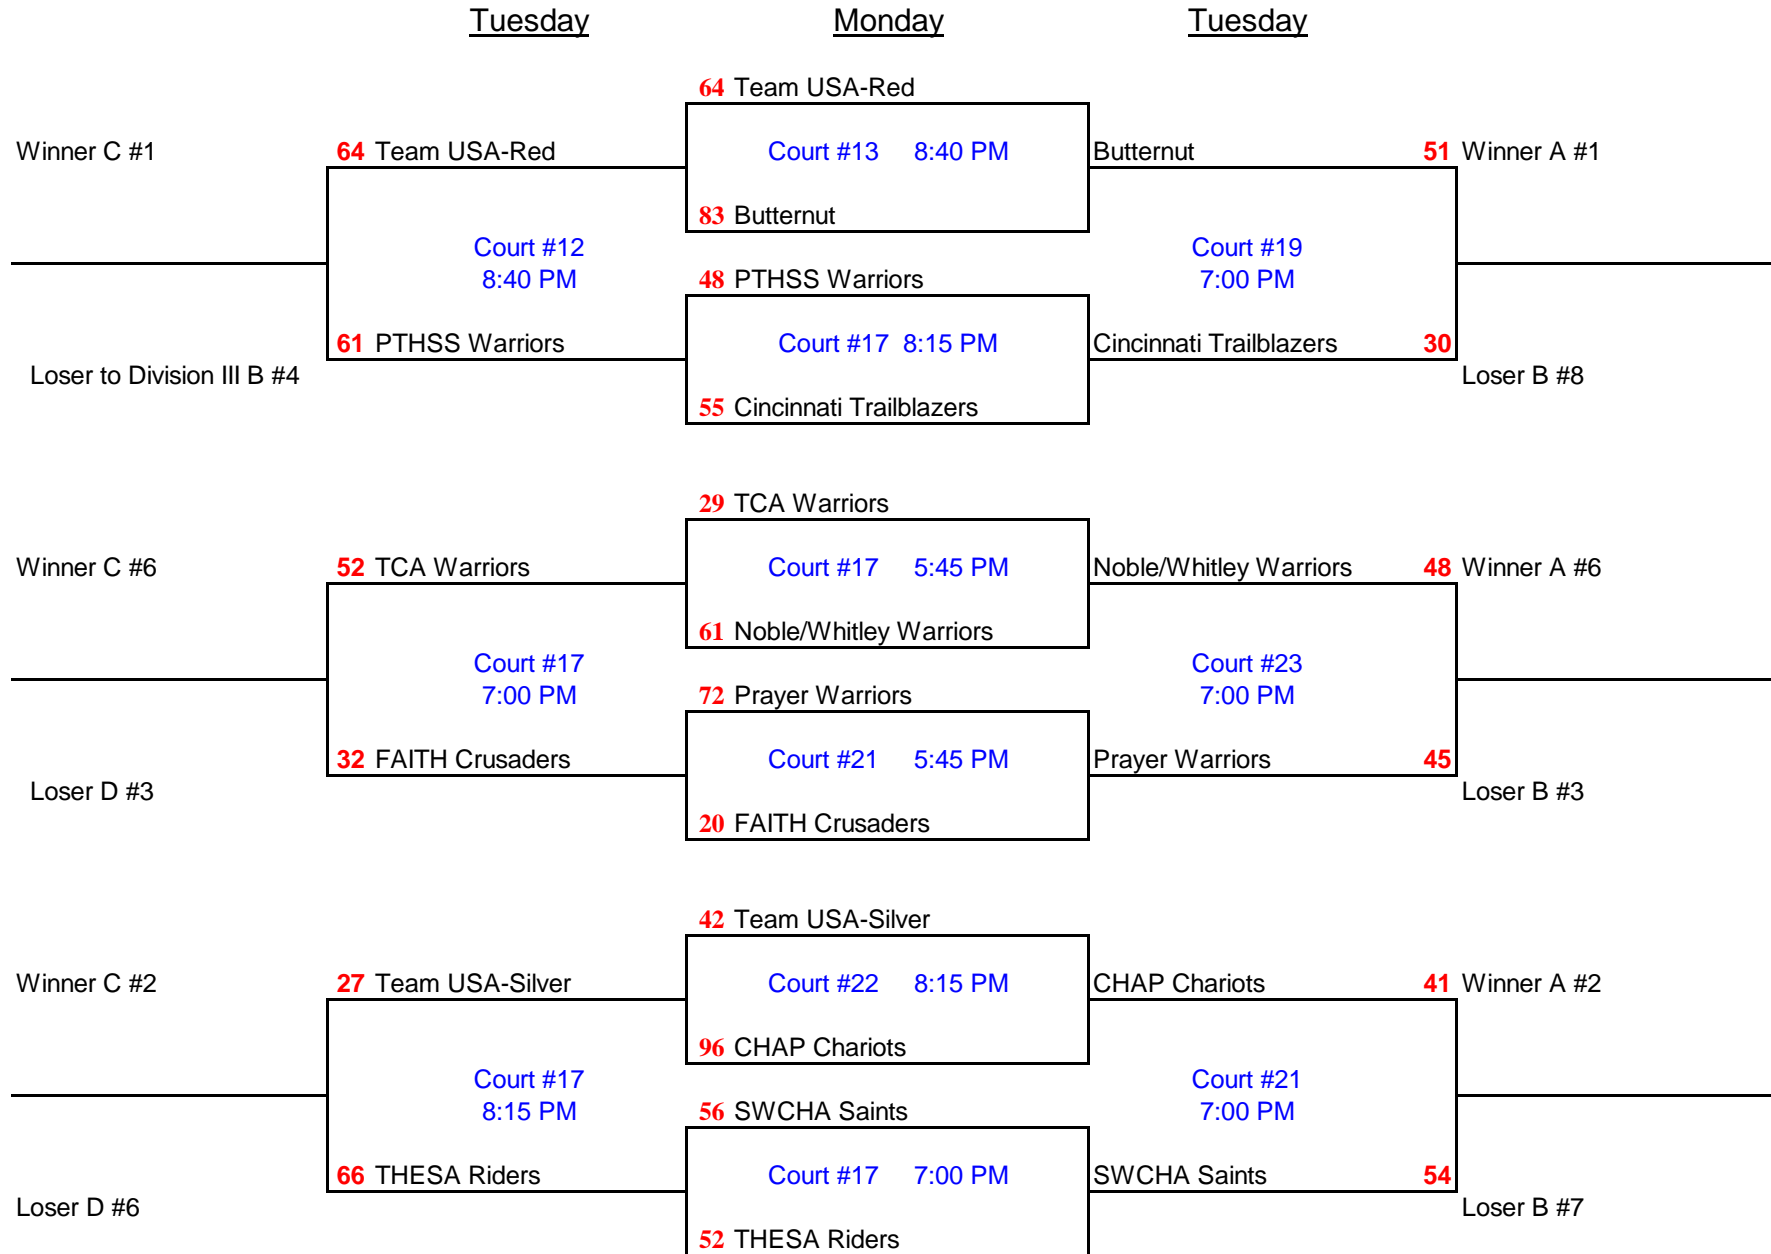 Tuesday Monday Tuesday
64 Team USA-Red
Winner C #1 64 Team USA-Red Court #13 8:40 PM Butternut 51 Winner A #1
83 Butternut
Court #12 Court #19
8:40 PM 48 PTHSS Warriors 7:00 PM
61 PTHSS Warriors Court #17 8:15 PM Cincinnati Trailblazers 30
Loser to Division III B #4 Loser B #8
55 Cincinnati Trailblazers
29 TCA Warriors
Winner C #6 52 TCA Warriors Court #17 5:45 PM Noble/Whitley Warriors 48 Winner A #6
61 Noble/Whitley Warriors
Court #17 Court #23
7:00 PM 72 Prayer Warriors 7:00 PM
32 FAITH Crusaders Court #21 5:45 PM Prayer Warriors 45
Loser D #3 Loser B #3
20 FAITH Crusaders
42 Team USA-Silver
Winner C #2 27 Team USA-Silver Court #22 8:15 PM CHAP Chariots 41 Winner A #2
96 CHAP Chariots
Court #17 Court #21
8:15 PM 56 SWCHA Saints 7:00 PM
66 THESA Riders Court #17 7:00 PM SWCHA Saints 54
Loser D #6 Loser B #7
52 THESA Riders